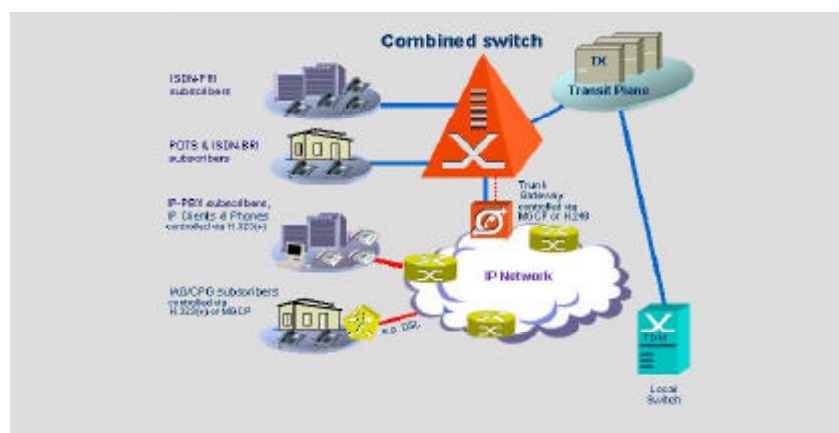 Combined switch
ISDN-PRI
subscribers
TX
Transit Plane
POTS & ISDN-BRI
subscribers
Trunk
Gateway
controlled via
MGCP or H.248
IP-PBX subscribers,
IP Clients & Phones
controlled via H.323(+)
IP Network
IAD/CPG subscribers
controlled via
H.323(+) or MGCP
e.g. DSL
TDM
Local
Switch